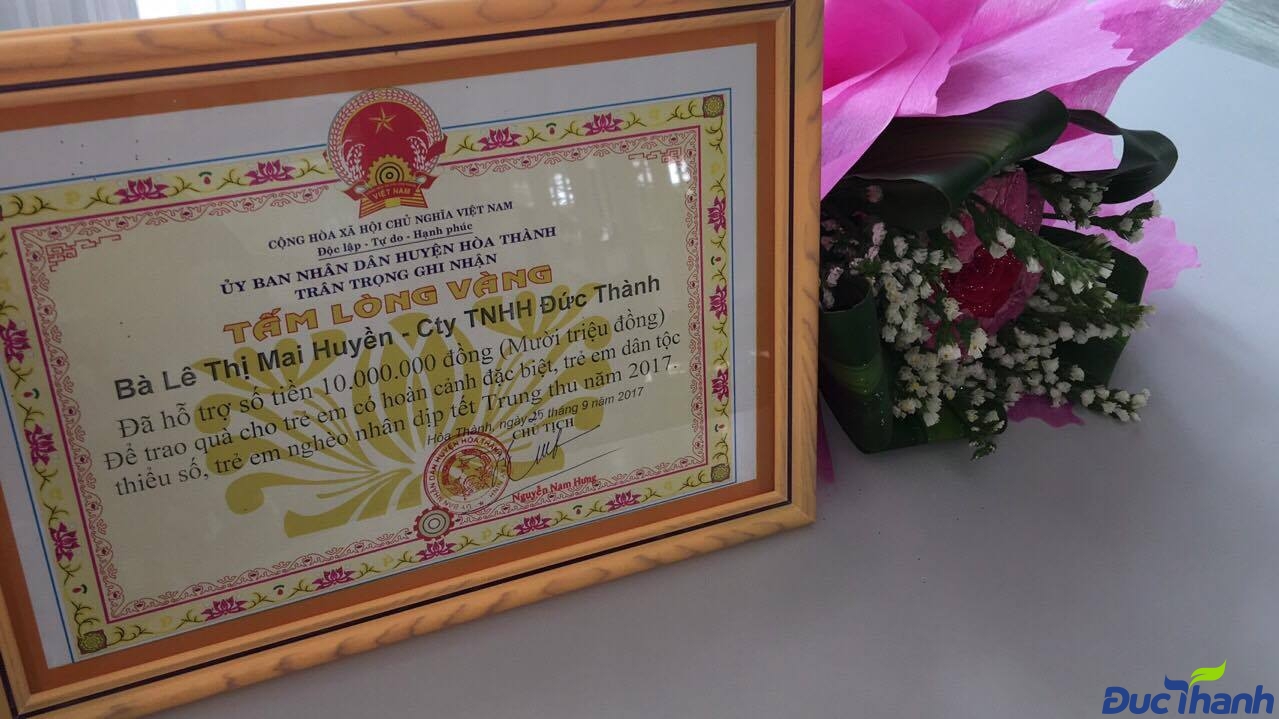 VIỆT NAM
CỘNG HÒA XÃ HỘI CHỦ NGHĨA VIỆT NAM
Độc lập - Tự do - Hạnh phúc
ỦY BAN NHÂN DÂN HUYỆN HÒA THÀNH
TRÂN TRỌNG GHI NHẬN
TẤM LÒNG VÀNG
Bà Lê Thị Mai Huyền - Cty TNHH Đức Thành
Đã hỗ trợ số tiền 10.000.000 đồng (Mười triệu đồng)
Để trao quà cho trẻ em có hoàn cảnh đặc biệt, trẻ em dân tộc
thiểu số, trẻ em nghèo nhân dịp tết Trung thu năm 2017.
Hòa Thành, ngày 25 tháng 9 năm 2017
CHỦ TỊCH
Nguyễn Nam Hưng
ĐỨCTHÀNH